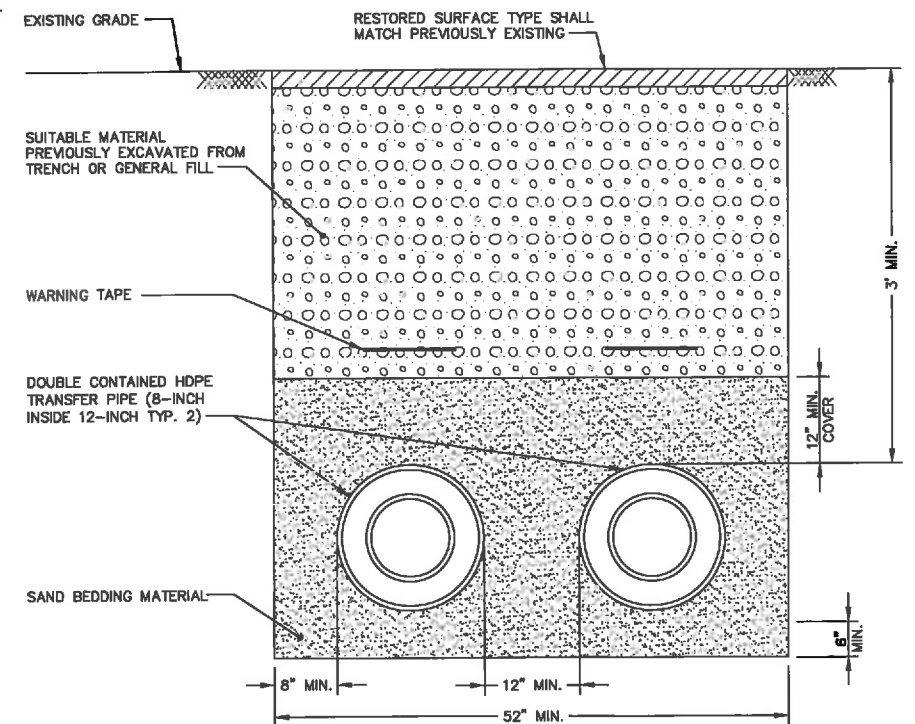 EXISTING GRADE
RESTORED SURFACE TYPE SHALL
MATCH PREVIOUSLY EXISTING
SUITABLE MATERIAL
PREVIOUSLY EXCAVATED FROM
TRENCH OR GENERAL FILL
3' MIN.
WARNING TAPE
DOUBLE CONTAINED HDPE
TRANSFER PIPE (8-INCH
INSIDE 12-INCH TYP. 2)
12" MIN.
COVER
SAND BEDDING MATERIAL
6"
MIN.
8" MIN.
12" MIN.
52" MIN.